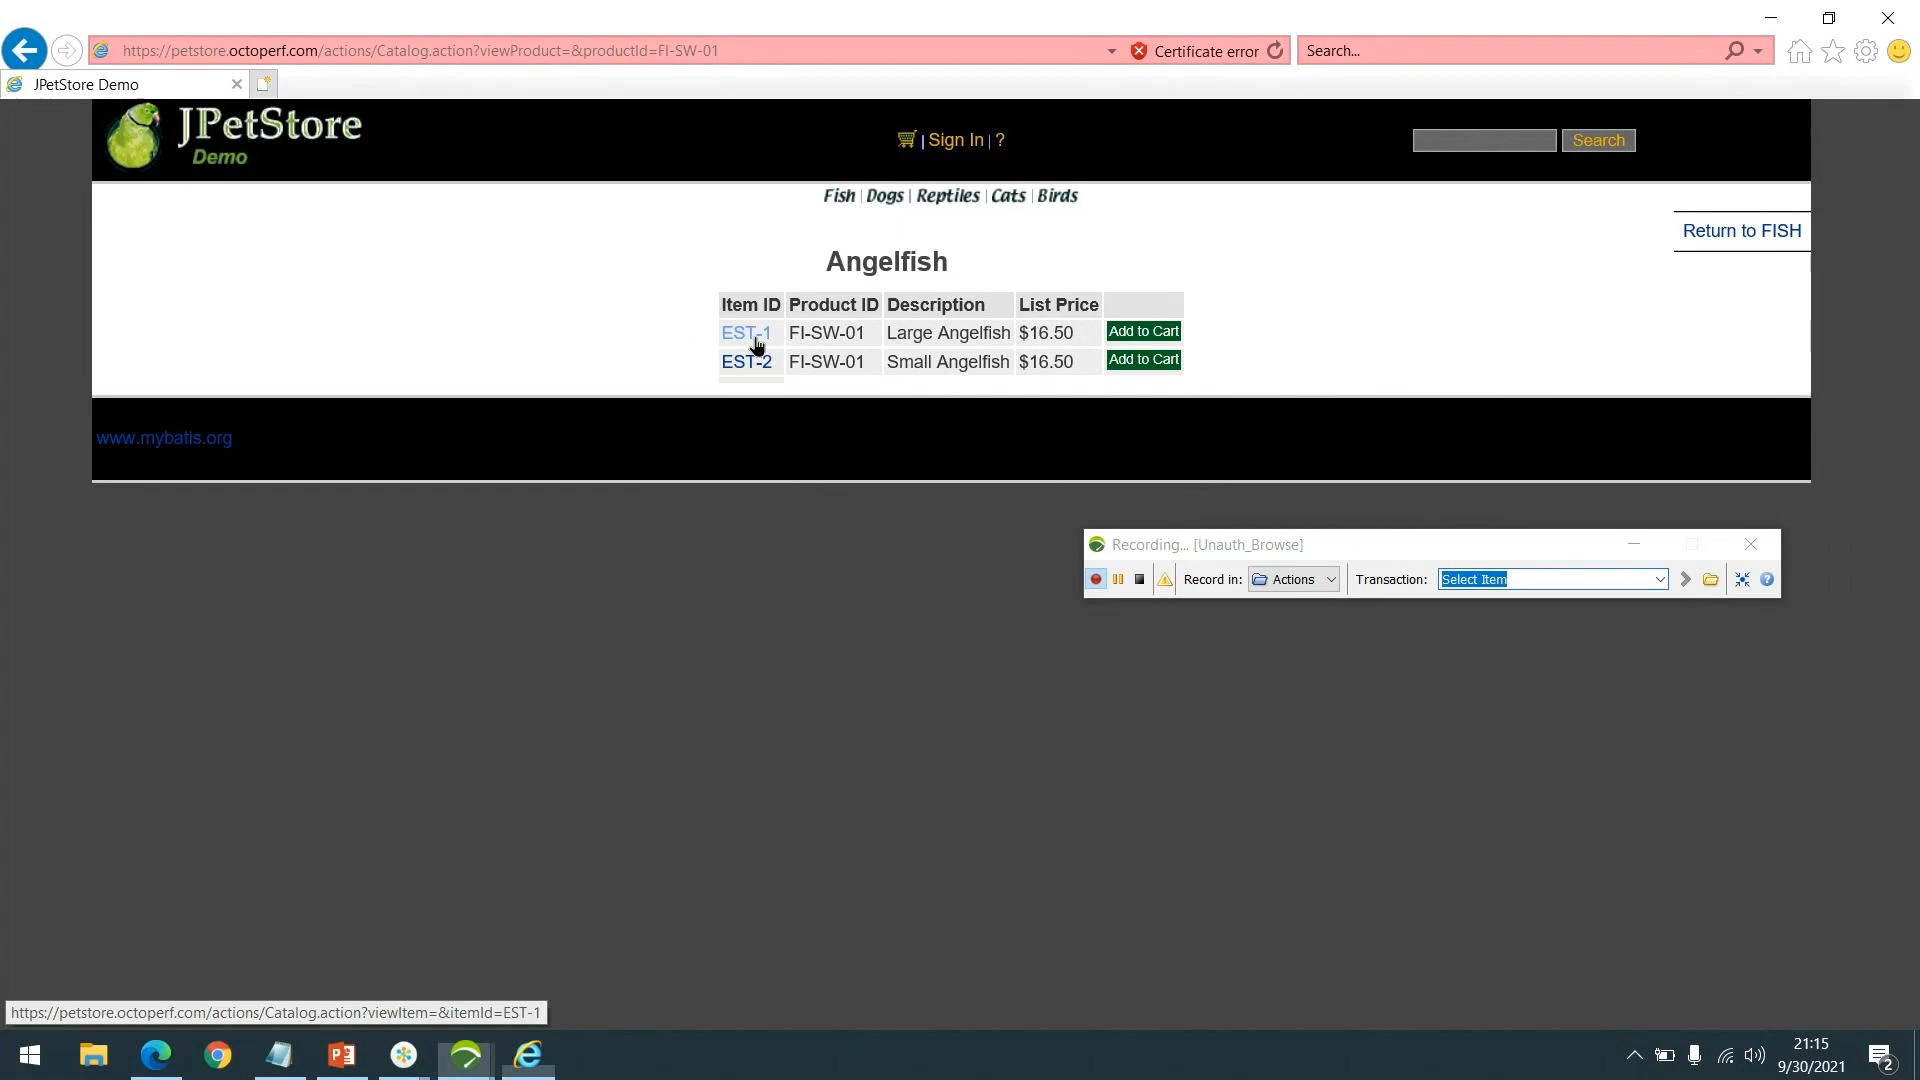 https://petstore.octoperf.com/actions/Catalog.action?viewProduct=&productId=FI-SW-01
Certificate error
Search...
JPetStore Demo
JPetStore
Demo
| Sign In | ?
Search
Fish | Dogs | Reptiles | Cats | Birds
Return to FISH
Angelfish
Item ID Product ID Description List Price
EST-1 FI-SW-01 Large Angelfish $16.50 Add to Cart
EST-2 FI-SW-01 Small Angelfish $16.50 Add to Cart
www.mybatis.org
Recording... [Unauth_Browse]
Record in: Actions Transaction: Select Item
https://petstore.octoperf.com/actions/Catalog.action?viewItem=&itemId=EST-1
21:15
9/30/2021
2